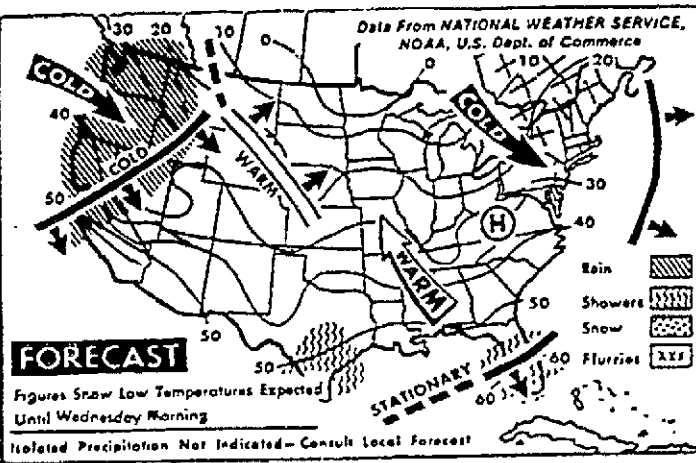 Data From NATIONAL WEATHER SERVICE,
NOAA, U.S. Dept. of Commerce
30 20 10 0 0 10 20
COLD
COLD
40
COLD
WARM
50
30
H
40
WARM
Rain
Showers
Snow
Flurries
50
50
50
60
60
STATIONARY
FORECAST
Figures Show Low Temperatures Expected
Until Wednesday Morning
Isolated Precipitation Not Indicated – Consult Local Forecast